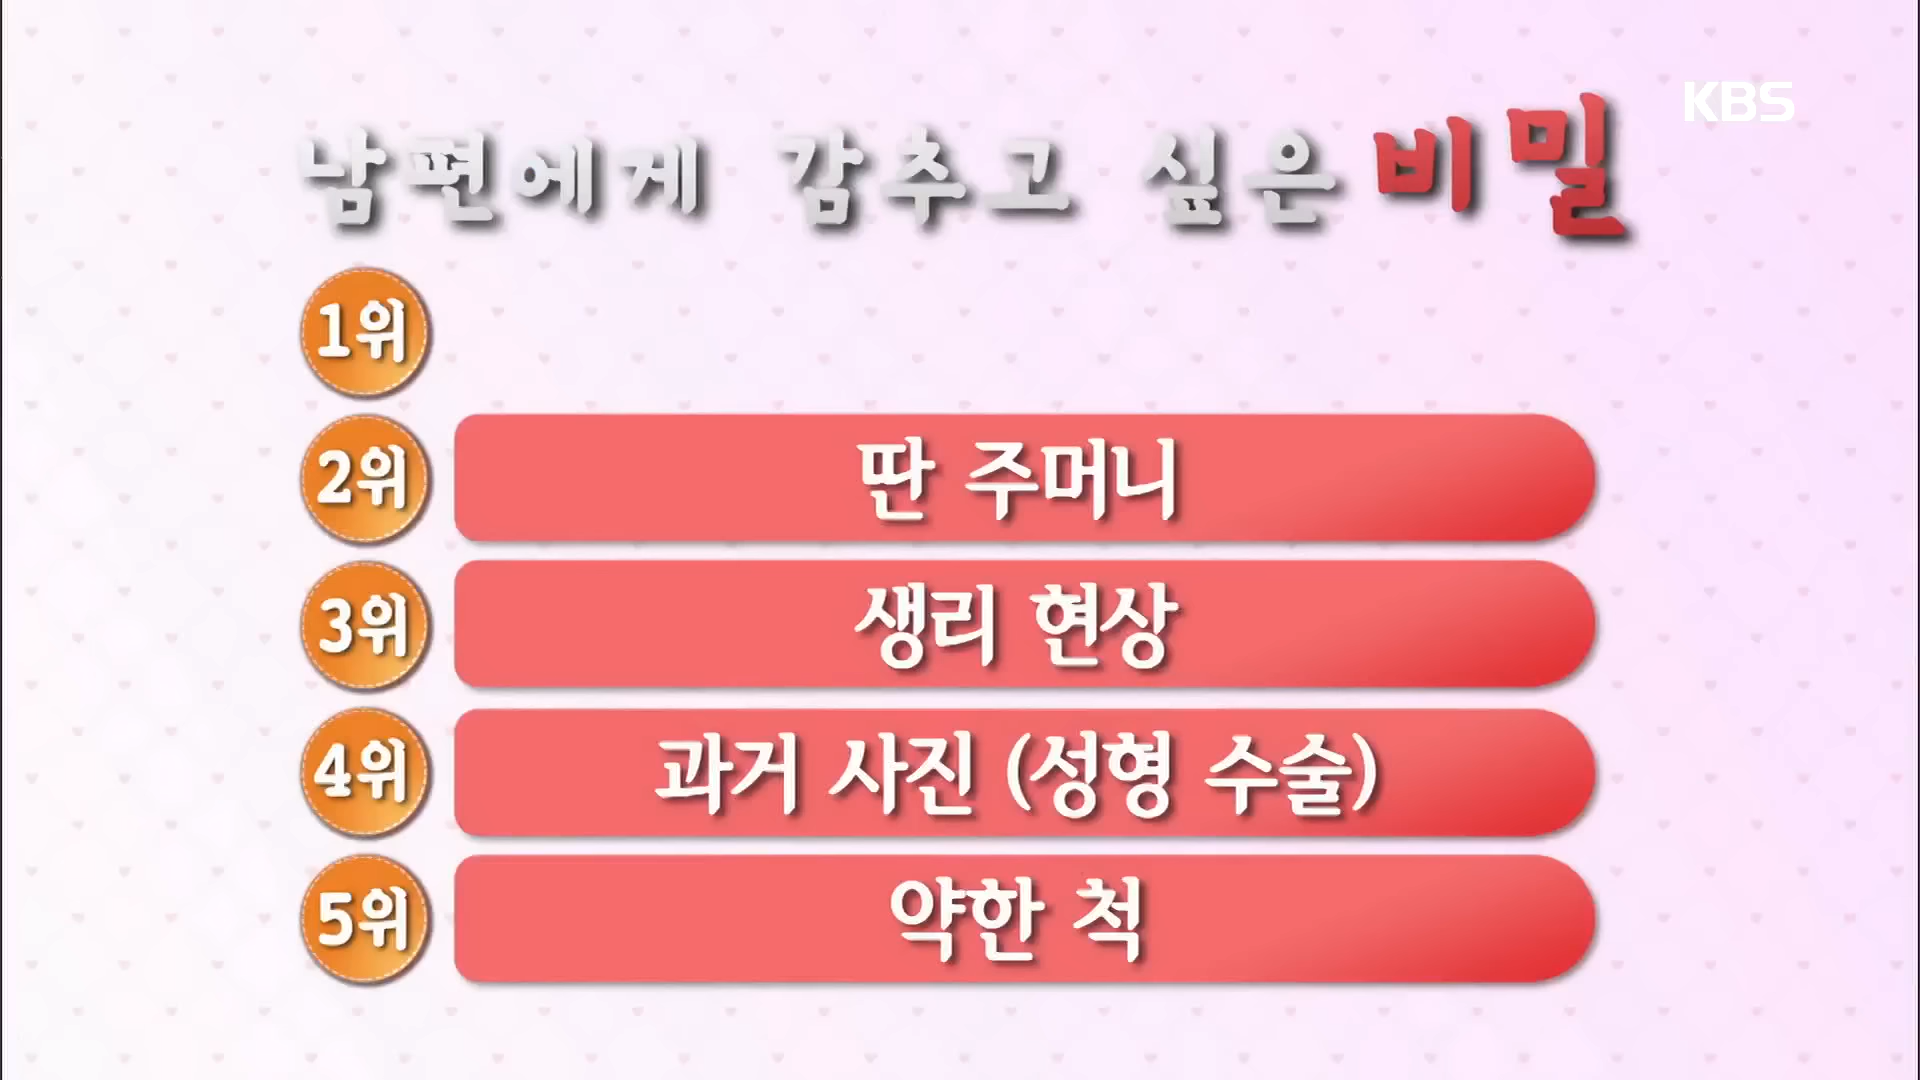 KBS
남편에게 감추고 싶은 비밀
1위
2위 딴 주머니
3위 생리 현상
4위 과거 사진 (성형 수술)
5위 약한 척